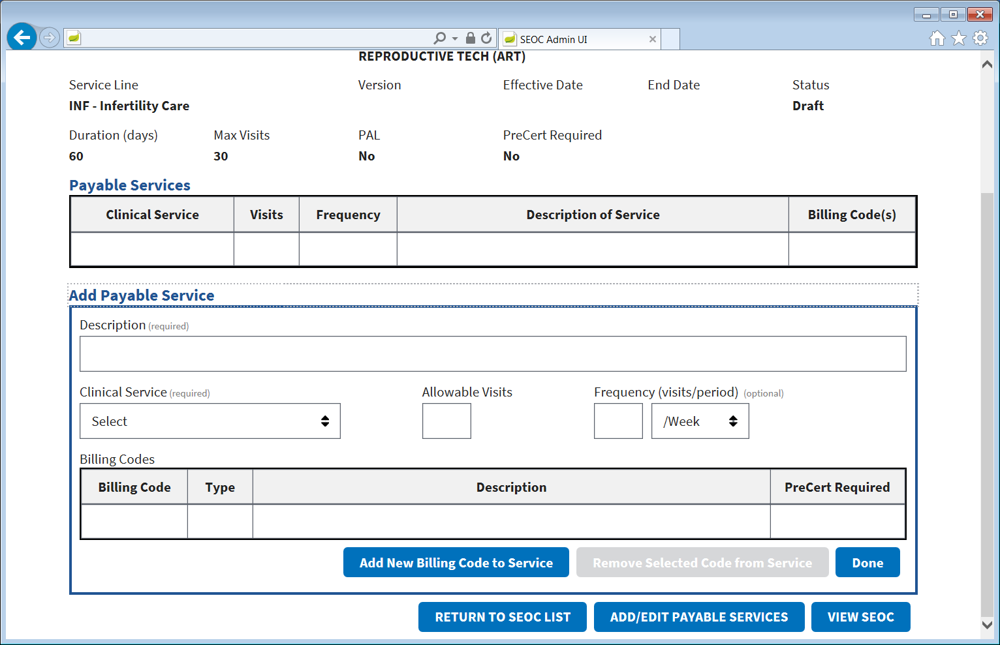 SEOC Admin UI
REPRODUCTIVE TECH (ART)
Service Line Version Effective Date End Date Status
INF - Infertility Care Draft
Duration (days) Max Visits PAL PreCert Required
60 30 No No
Payable Services
Clinical Service Visits Frequency Description of Service Billing Code(s)
Add Payable Service
Description (required)
Clinical Service (required) Allowable Visits Frequency (visits/period) (optional)
Select /Week
Billing Codes
Billing Code Type Description PreCert Required
Add New Billing Code to Service Remove Selected Code from Service Done
RETURN TO SEOC LIST ADD/EDIT PAYABLE SERVICES VIEW SEOC